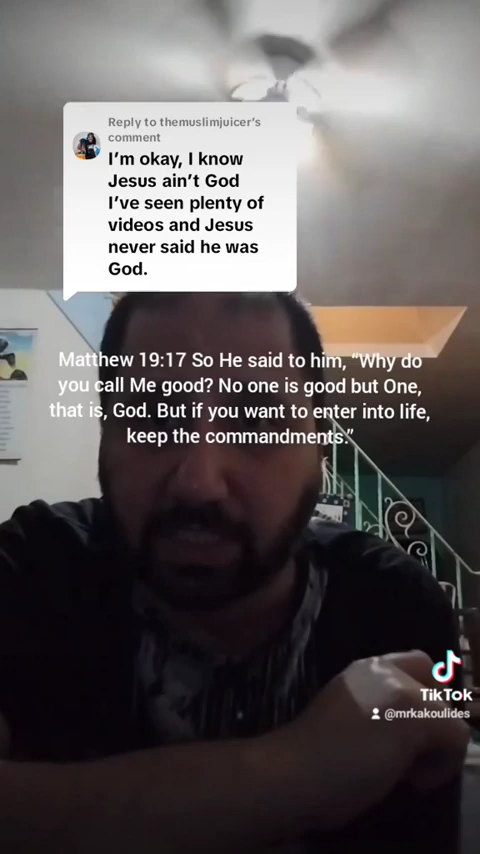 Reply to themuslimjuicer's
comment
I'm okay, I know
Jesus ain't God
I've seen plenty of
videos and Jesus
never said he was
God.
Matthew 19:17 So He said to him, “Why do
you call Me good? No one is good but One,
that is, God. But if you want to enter into life,
keep the commandments.”
TikTok
@mrkakoulides